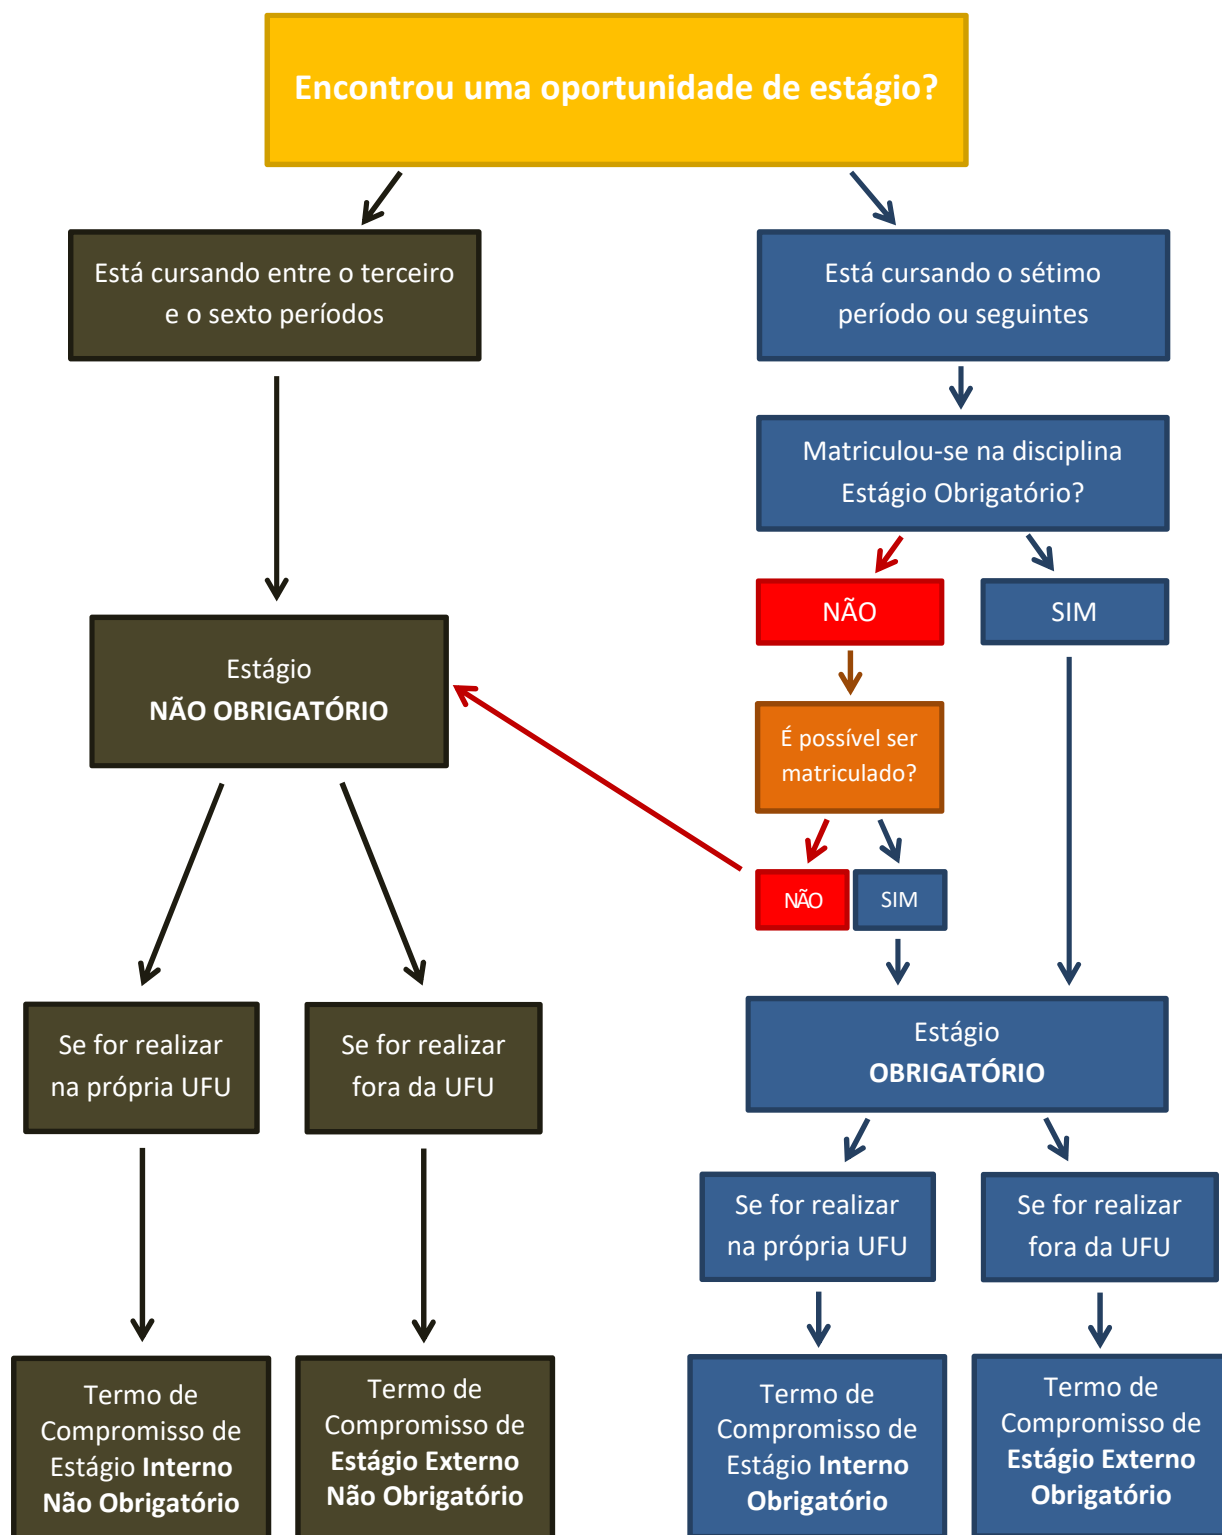 Encontrou uma oportunidade de estágio?
Está cursando entre o terceiro
e o sexto períodos
Está cursando o sétimo
período ou seguintes
Matriculou-se na disciplina
Estágio Obrigatório?
NÃO
SIM
Estágio
NÃO OBRIGATÓRIO
É possível ser
matriculado?
NÃO
SIM
Estágio
OBRIGATÓRIO
Se for realizar
na própria UFU
Se for realizar
fora da UFU
Se for realizar
na própria UFU
Se for realizar
fora da UFU
Termo de
Compromisso de
Estágio Interno
Não Obrigatório
Termo de
Compromisso de
Estágio Externo
Não Obrigatório
Termo de
Compromisso de
Estágio Interno
Obrigatório
Termo de
Compromisso de
Estágio Externo
Obrigatório